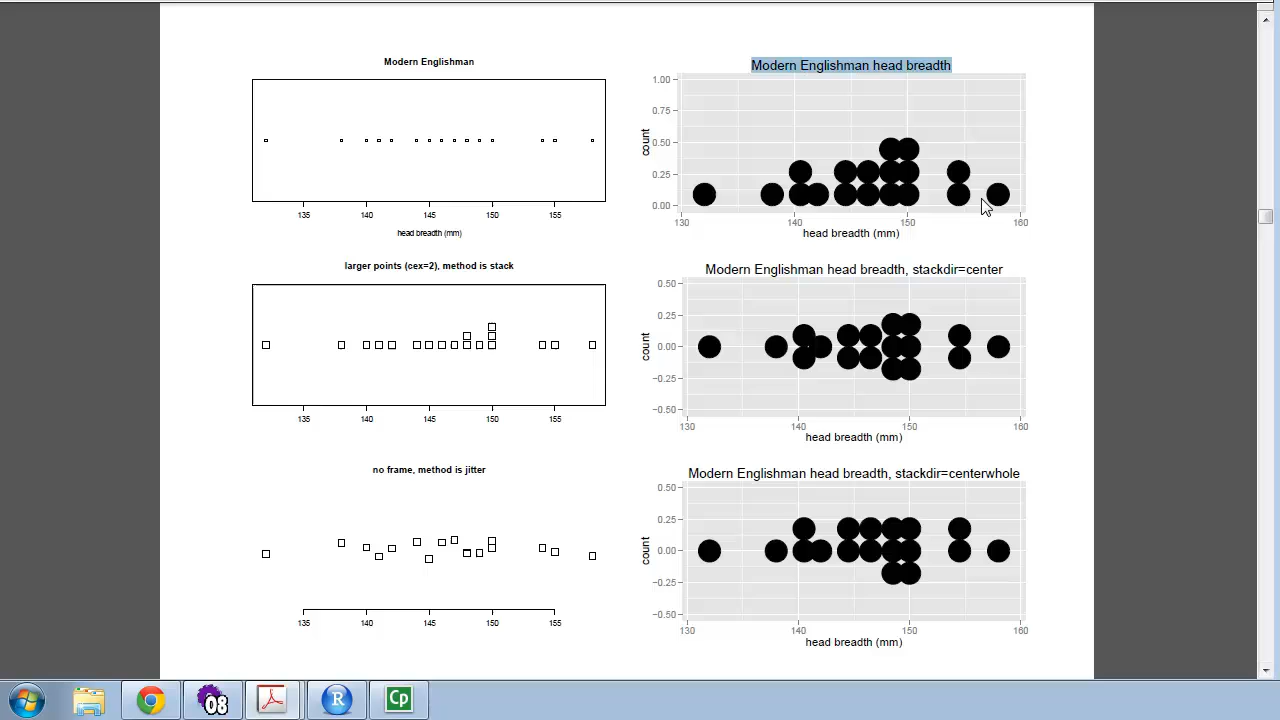 Modern Englishman
135 140 145 150 155
head breadth (mm)
larger points (cex=2), method is stack
135 140 145 150 155
no frame, method is jitter
135 140 145 150 155
Modern Englishman head breadth
1.00
0.75
0.50
0.25
0.00
count
130 140 150 160
head breadth (mm)
Modern Englishman head breadth, stackdir=center
0.50
0.25
0.00
−0.25
−0.50
count
130 140 150 160
head breadth (mm)
Modern Englishman head breadth, stackdir=centerwhole
0.50
0.25
0.00
−0.25
−0.50
count
130 140 150 160
head breadth (mm)
08
R
Cp